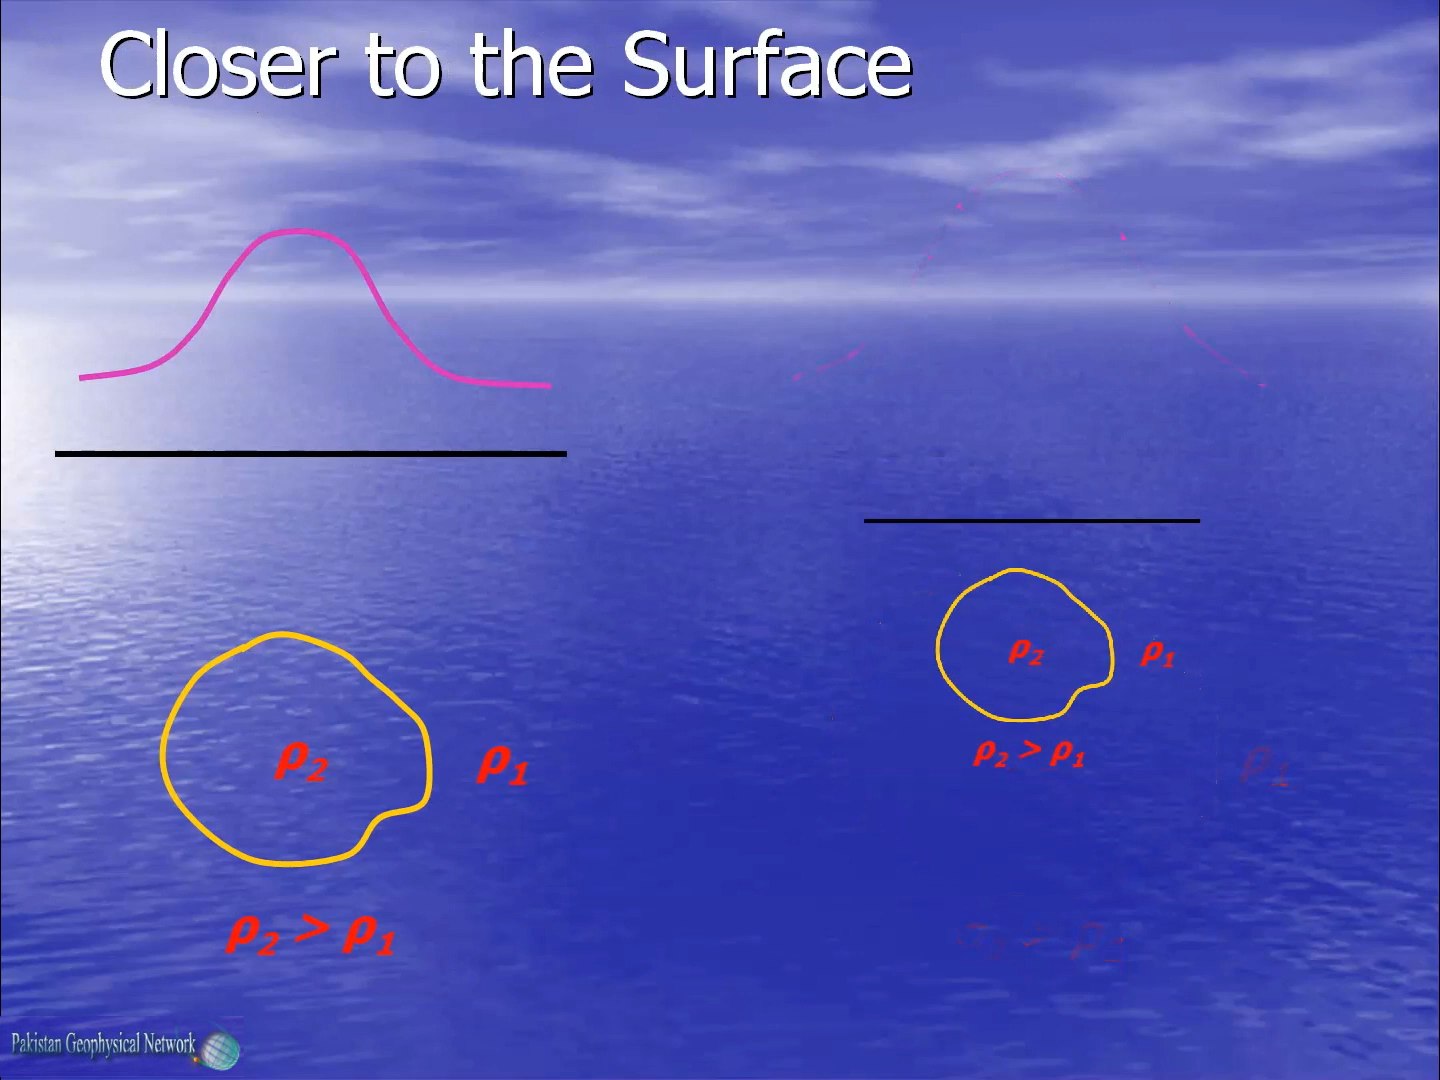 Closer to the Surface
ρ₂
ρ₁
ρ₂ > ρ₁
ρ₂
ρ₁
ρ₂ > ρ₁
Pakistan Geophysical Network